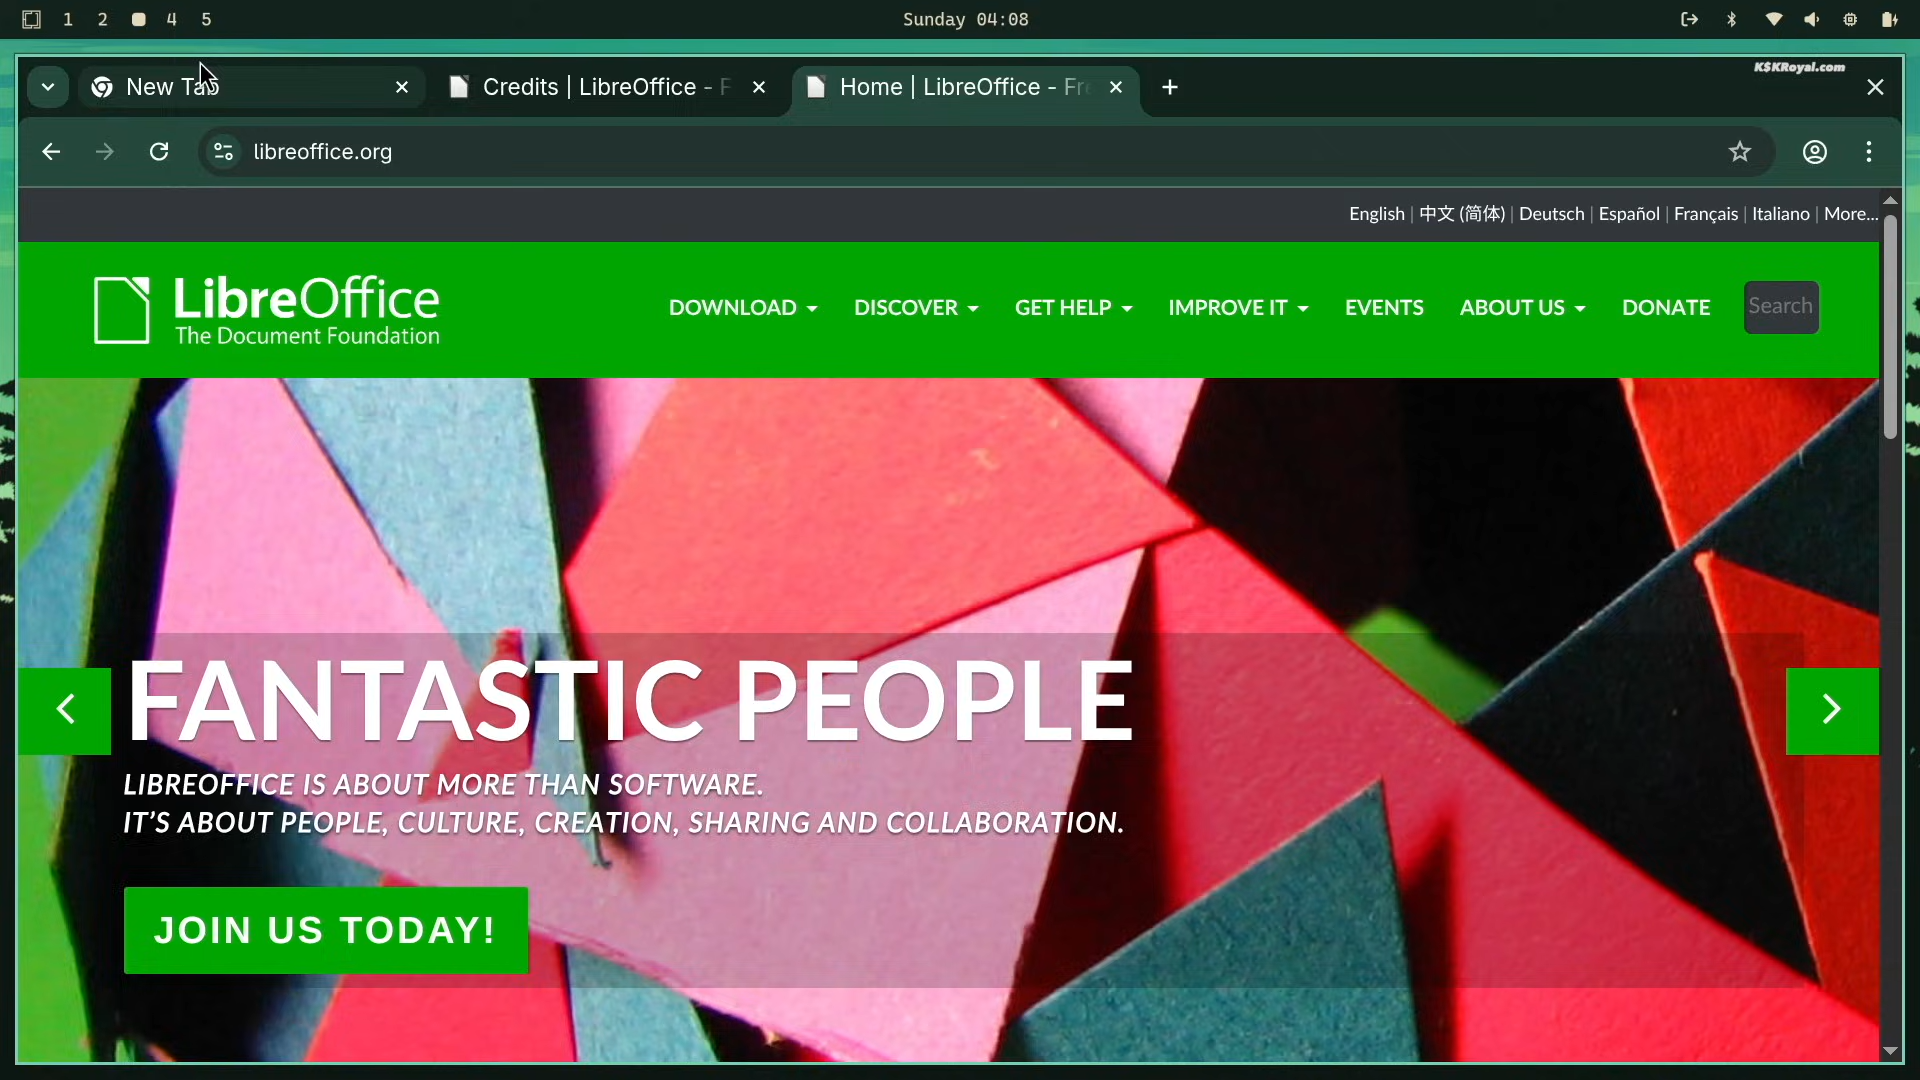 1 2 4 5 Sunday 04:08
K$KRoyal.com
New Tab Credits | LibreOffice - F Home | LibreOffice - Fre
libreoffice.org
English | 中文 (简体) | Deutsch | Español | Français | Italiano | More...
LibreOffice
The Document Foundation
DOWNLOAD DISCOVER GET HELP IMPROVE IT EVENTS ABOUT US DONATE Search
FANTASTIC PEOPLE
LIBREOFFICE IS ABOUT MORE THAN SOFTWARE.
IT’S ABOUT PEOPLE, CULTURE, CREATION, SHARING AND COLLABORATION.
JOIN US TODAY!